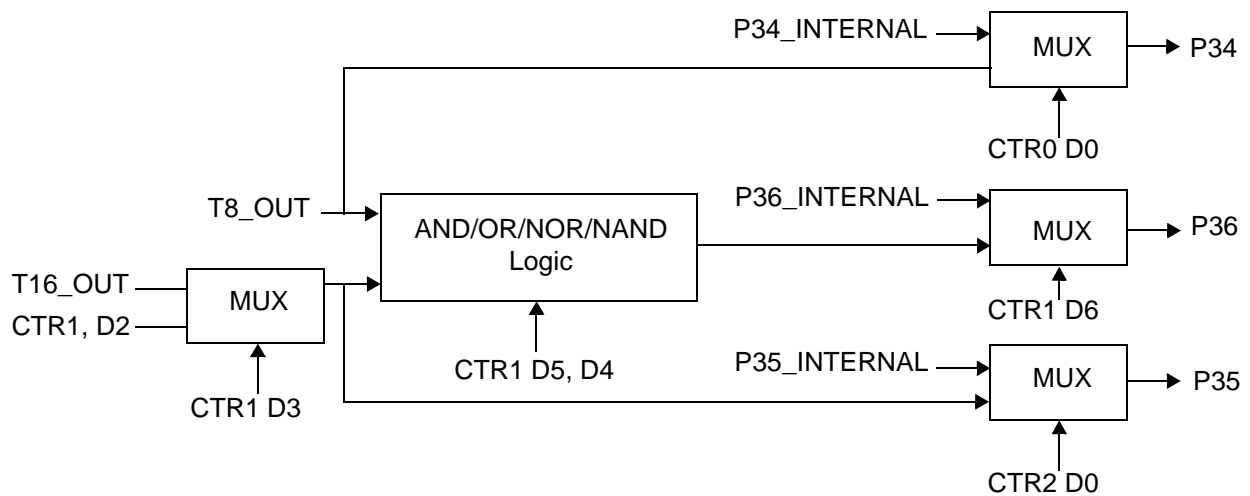 P34_INTERNAL
MUX
P34
CTR0 D0
T8_OUT
AND/OR/NOR/NAND
Logic
P36_INTERNAL
MUX
P36
CTR1 D6
T16_OUT
CTR1, D2
MUX
CTR1 D3
CTR1 D5, D4
P35_INTERNAL
MUX
P35
CTR2 D0